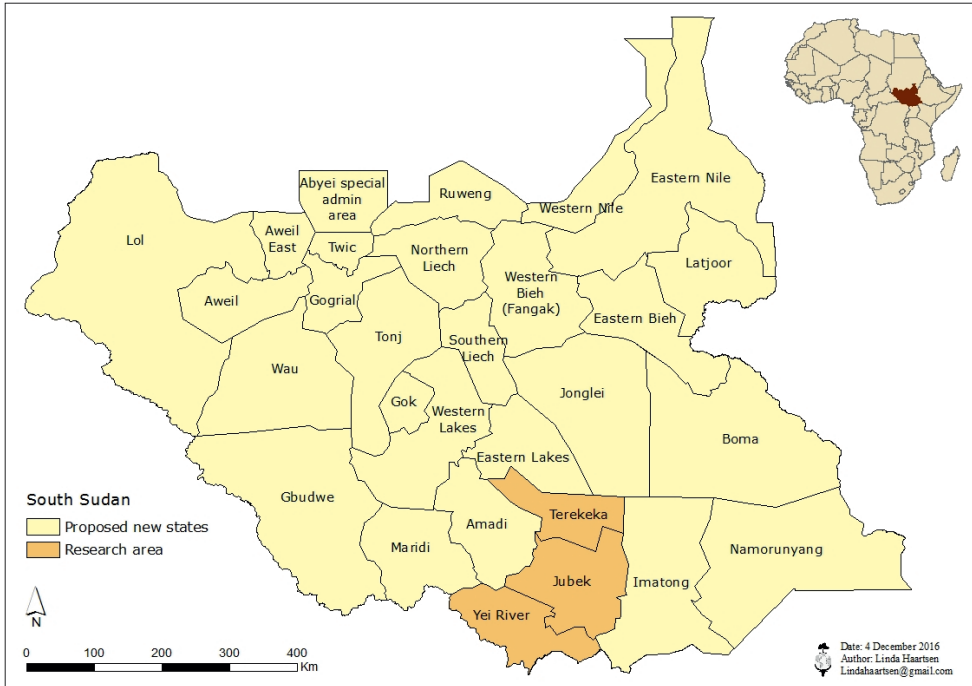 Abyei special
admin
area
Ruweng
Western Nile
Eastern Nile
Lol
Aweil
East
Twic
Northern
Liech
Latjoor
Western
Bieh
(Fangak)
Aweil
Gogrial
Eastern Bieh
Tonj
Southern
Liech
Wau
Jonglei
Gok
Western
Lakes
Boma
Eastern Lakes
Gbudwe
Terekeka
Amadi
Maridi
Namorunyang
Jubek
Imatong
Yei River
South Sudan
Proposed new states
Research area
N
0 100 200 300 400
Km
Date: 4 December 2016
Author: Linda Haartsen
Lindahaartsen@gmail.com